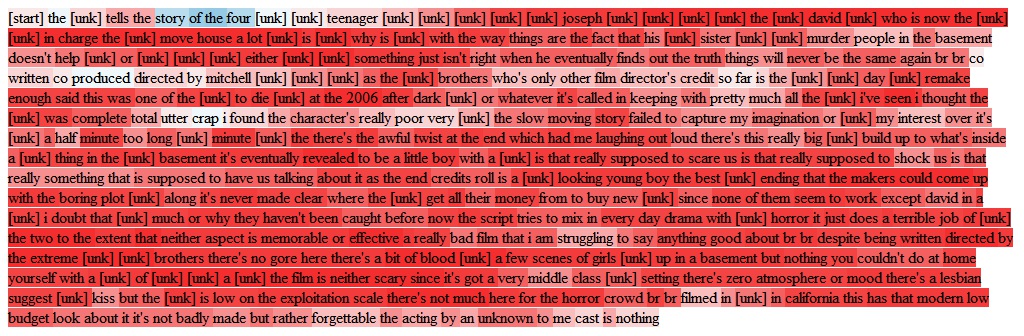 [start] the [unk] tells the story of the four [unk] [unk] teenager [unk] [unk] [unk] [unk] [unk] joseph [unk] [unk] [unk] [unk] the [unk] david [unk] who is now the [unk]
[unk] in charge the [unk] move house a lot [unk] is [unk] why is [unk] with the way things are the fact that his [unk] sister [unk] [unk] murder people in the basement
doesn't help [unk] or [unk] [unk] either [unk] [unk] something just isn't right when he eventually finds out the truth things will never be the same again br br co
written co produced directed by mitchell [unk] [unk] [unk] as the [unk] brothers who's only other film director's credit so far is the [unk] [unk] day [unk] remake
enough said this was one of the [unk] to die [unk] at the 2006 after dark [unk] or whatever it's called in keeping with pretty much all the [unk] i've seen i thought the
[unk] was complete total utter crap i found the character's really poor very [unk] the slow moving story failed to capture my imagination or [unk] my interest over it's
[unk] a half minute too long [unk] minute [unk] the there's the awful twist at the end which had me laughing out loud there's this really big [unk] build up to what's inside
a [unk] thing in the [unk] basement it's eventually revealed to be a little boy with a [unk] is that really supposed to scare us is that really supposed to shock us is that
really something that is supposed to have us talking about it as the end credits roll is a [unk] looking young boy the best [unk] ending that the makers could come up
with the boring plot [unk] along it's never made clear where the [unk] get all their money from to buy new [unk] since none of them seem to work except david in a
[unk] i doubt that [unk] much or why they haven't been caught before now the script tries to mix in every day drama with [unk] horror it just does a terrible job of [unk]
the two to the extent that neither aspect is memorable or effective a really bad film that i am struggling to say anything good about br br despite being written directed by
the extreme [unk] [unk] brothers there's no gore here there's a bit of blood [unk] a few scenes of girls [unk] up in a basement but nothing you couldn't do at home
yourself with a [unk] of [unk] [unk] a [unk] the film is neither scary since it's got a very middle class [unk] setting there's zero atmosphere or mood there's a lesbian
suggest [unk] kiss but the [unk] is low on the exploitation scale there's not much here for the horror crowd br br filmed in [unk] in california this has that modern low
budget look about it it's not badly made but rather forgettable the acting by an unknown to me cast is nothing